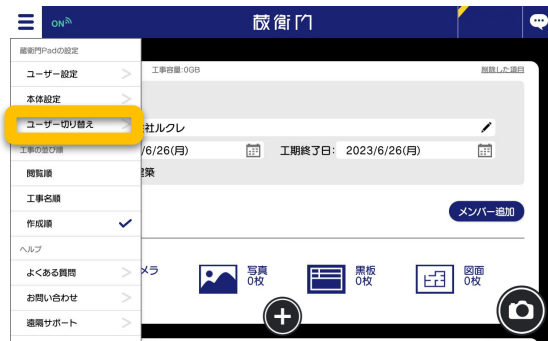 ON
蔵衛門
蔵衛門Padの設定
ユーザー設定
本体設定
ユーザー切り替え
工事の並び順
閲覧順
工事名順
作成順
ヘルプ
よくある質問
お問い合わせ
遠隔サポート
工事容量:0GB
削除した項目
社ルクレ
/6/26(月)
工期終了日: 2023/6/26(月)
築
メンバー追加
メラ
写真
0枚
黒板
0枚
図面
0枚